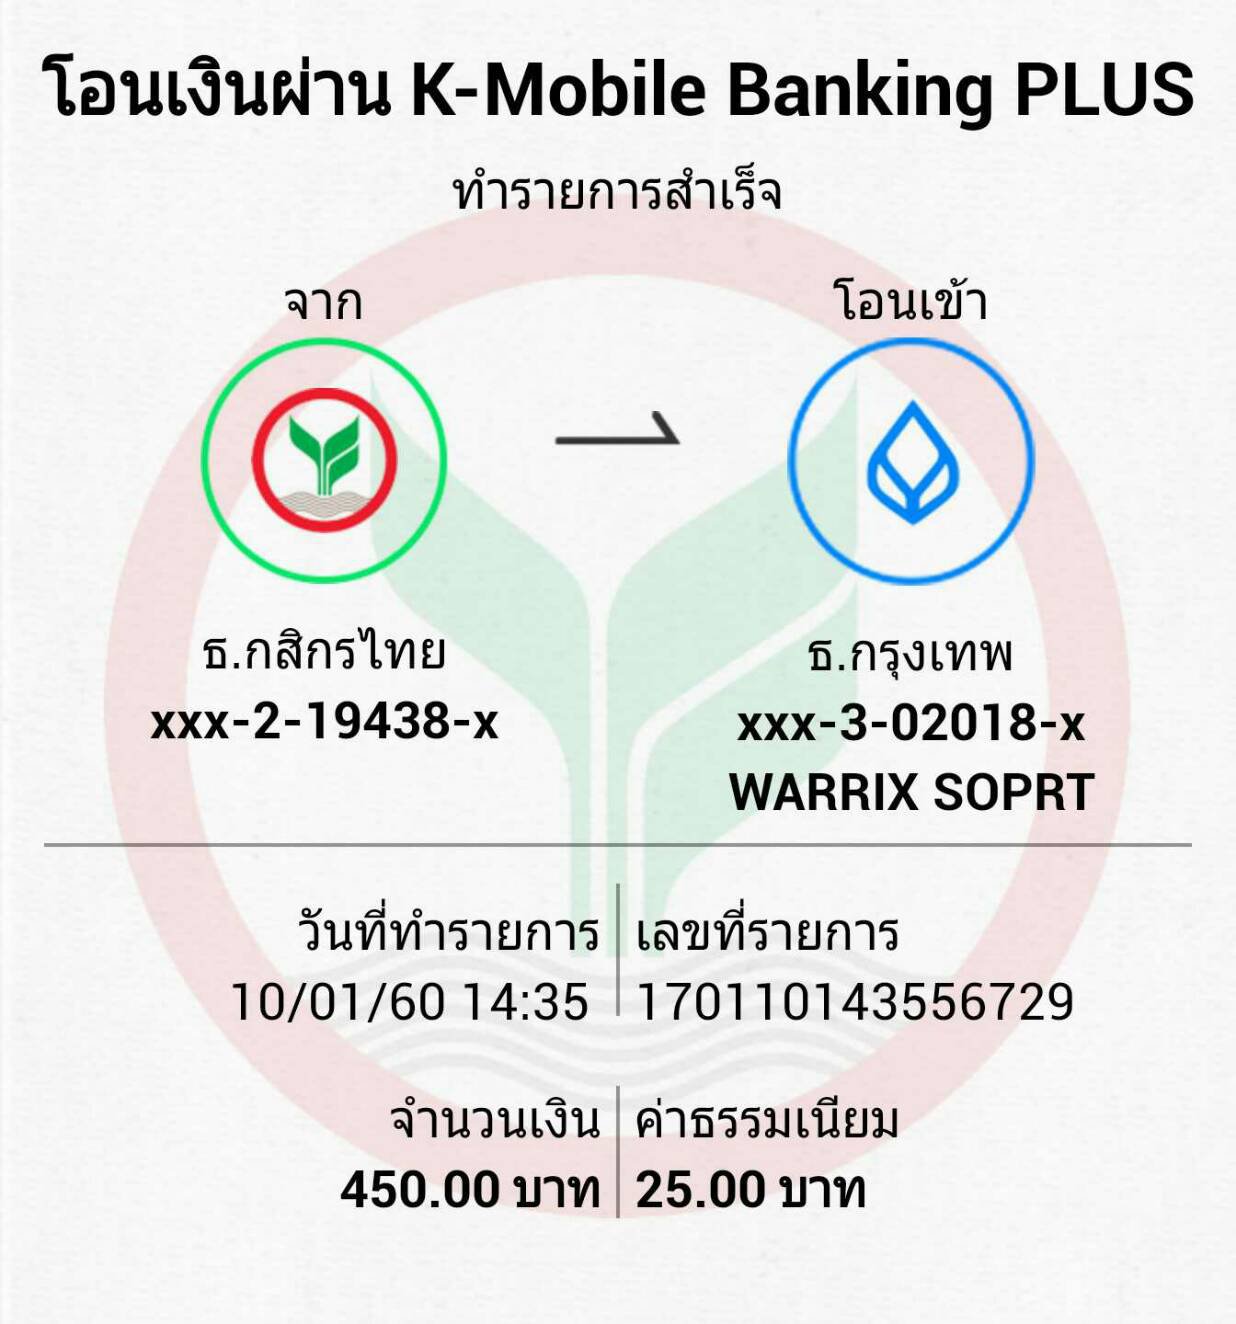 โอนเงินผ่าน K-Mobile Banking PLUS
ทำรายการสำเร็จ
จาก
โอนเข้า
ธ.กสิกรไทย
xxx-2-19438-x
ธ.กรุงเทพ
xxx-3-02018-x
WARRIX SOPRT
วันที่ทำรายการ
10/01/60 14:35
เลขที่รายการ
170110143556729
จำนวนเงิน
450.00 บาท
ค่าธรรมเนียม
25.00 บาท